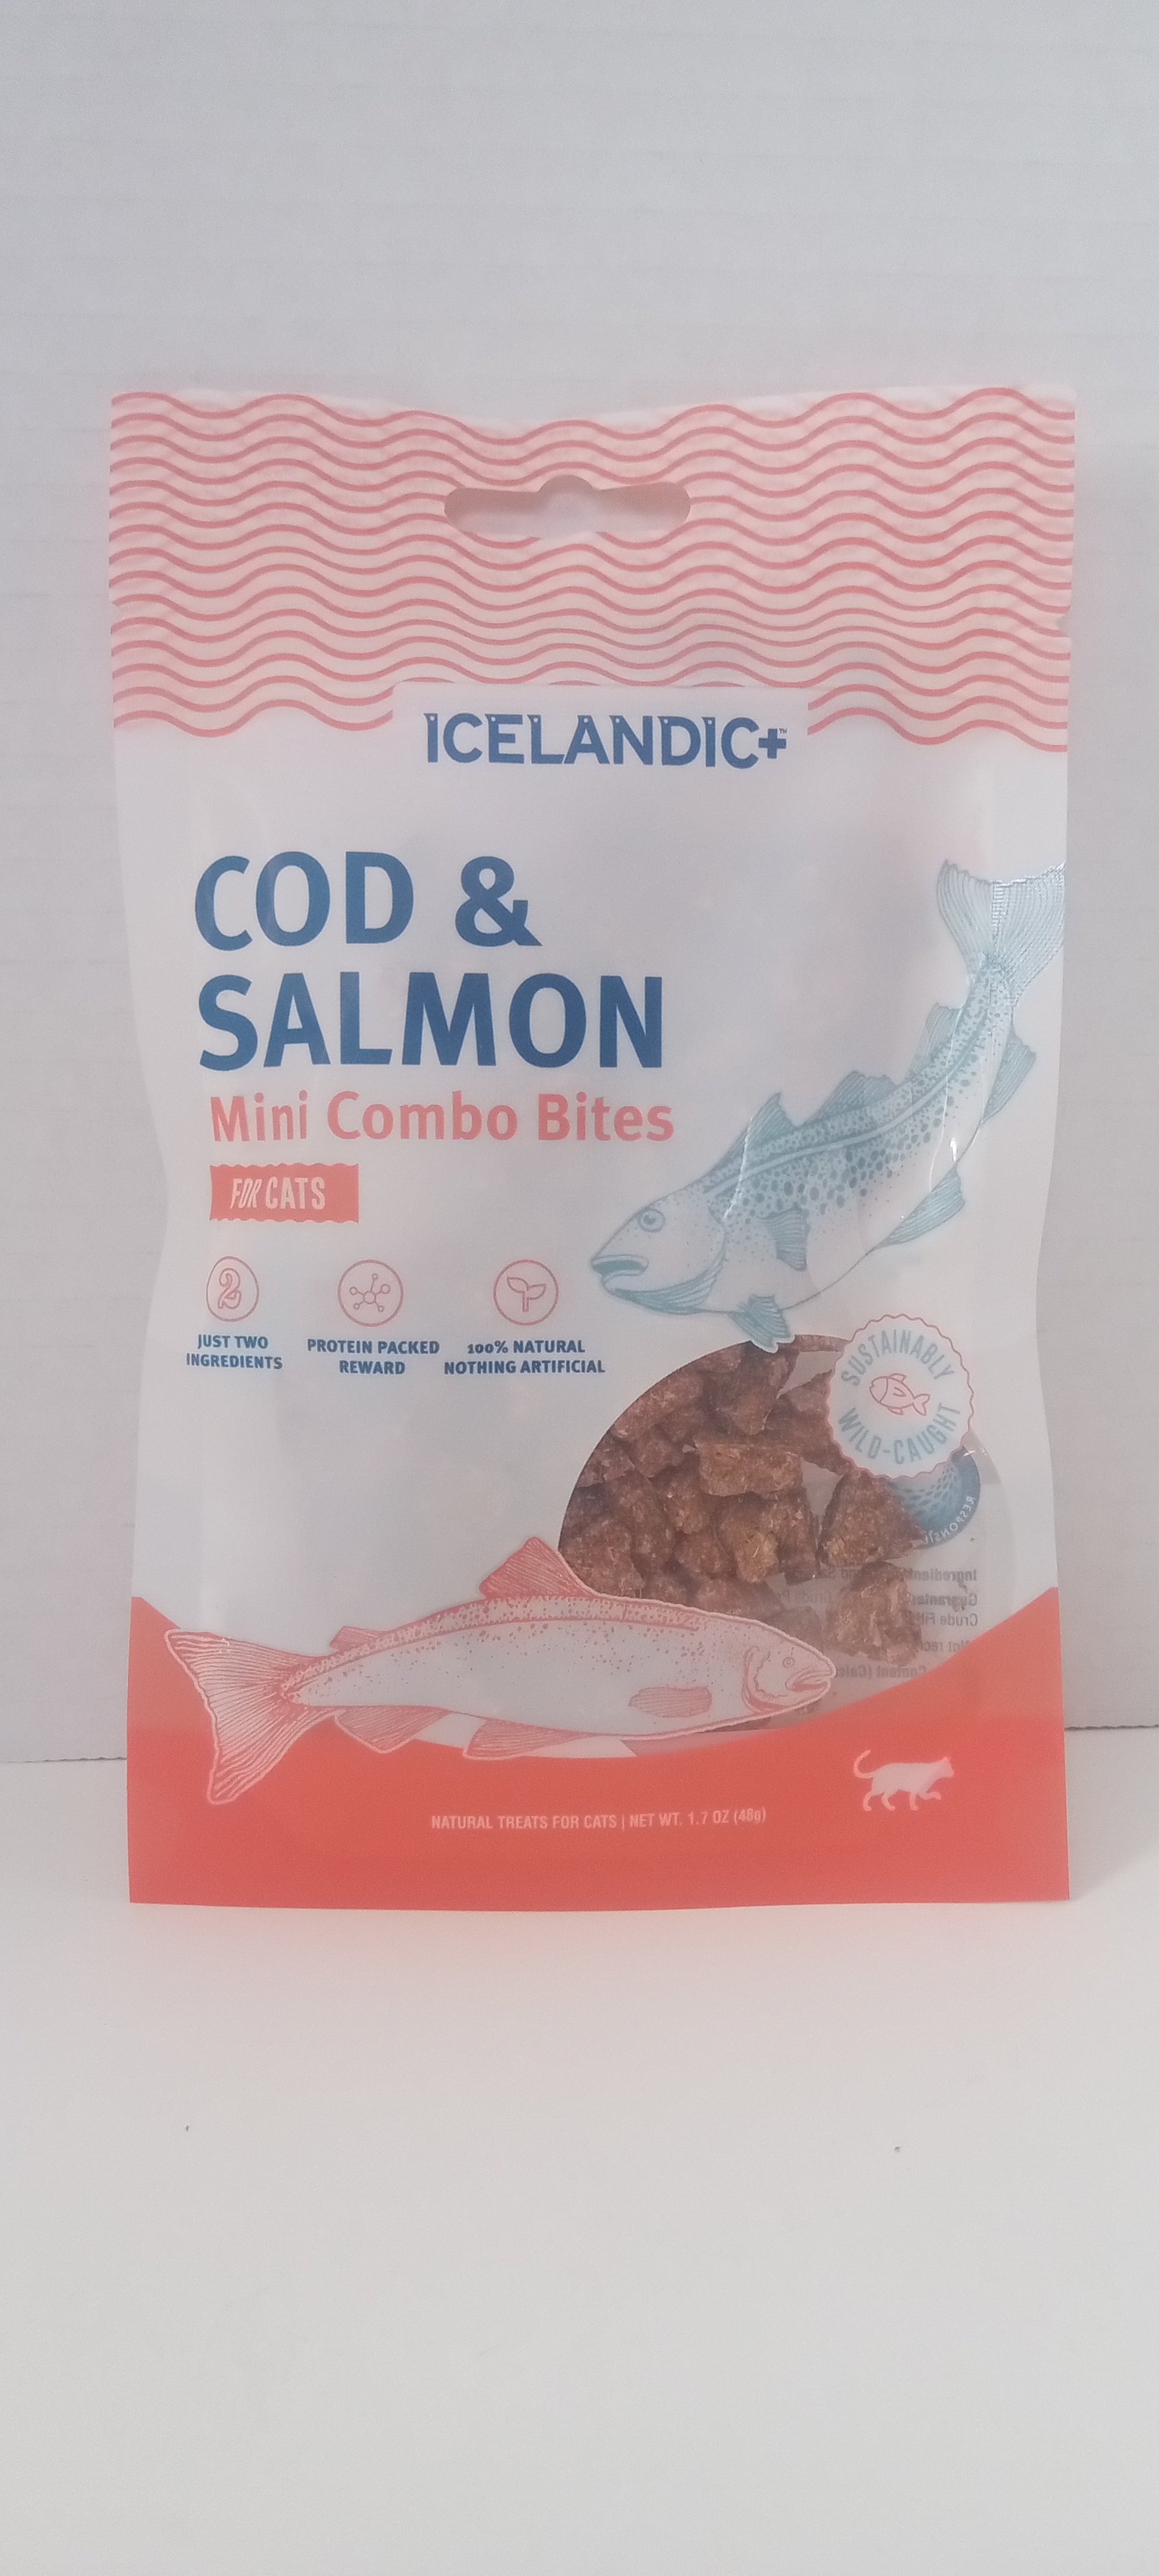 ICELANDIC+™
COD &
SALMON
Mini Combo Bites
FOR CATS
2
JUST TWO
INGREDIENTS
PROTEIN PACKED
REWARD
100% NATURAL
NOTHING ARTIFICIAL
SUSTAINABLY
WILD-CAUGHT
NATURAL TREATS FOR CATS | NET WT. 1.7 OZ (48g)